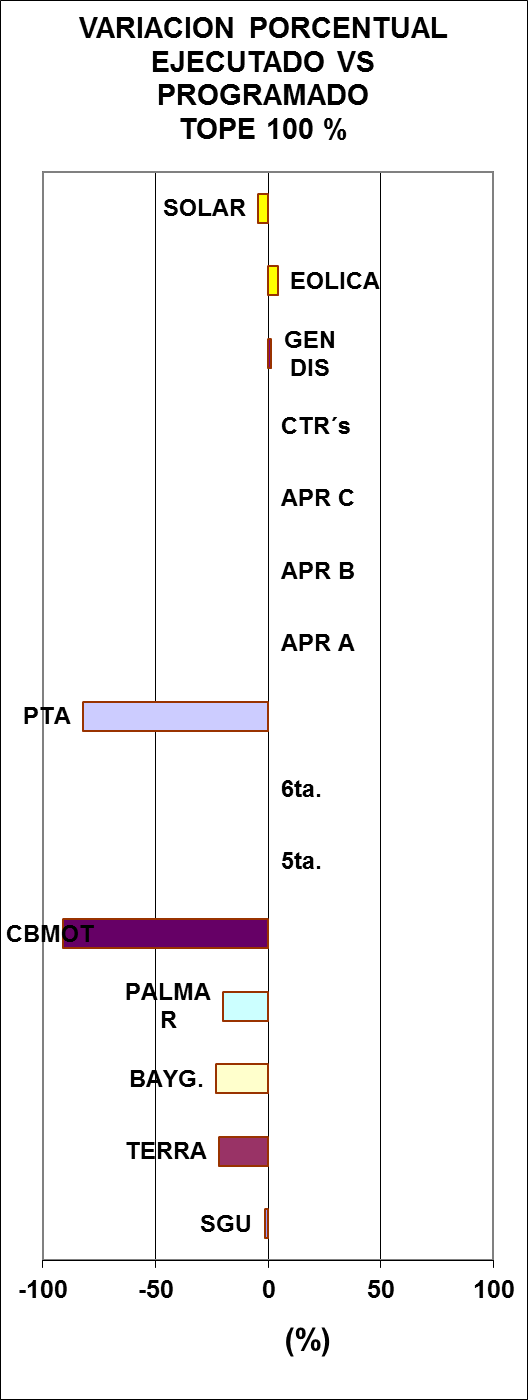 VARIACION PORCENTUAL
EJECUTADO VS
PROGRAMADO
TOPE 100 %
SOLAR
EOLICA
GEN
DIS
CTR´s
APR C
APR B
APR A
PTA
6ta.
5ta.
CBMOT
PALMA
R
BAYG.
TERRA
SGU
-100 -50 0 50 100
(%)